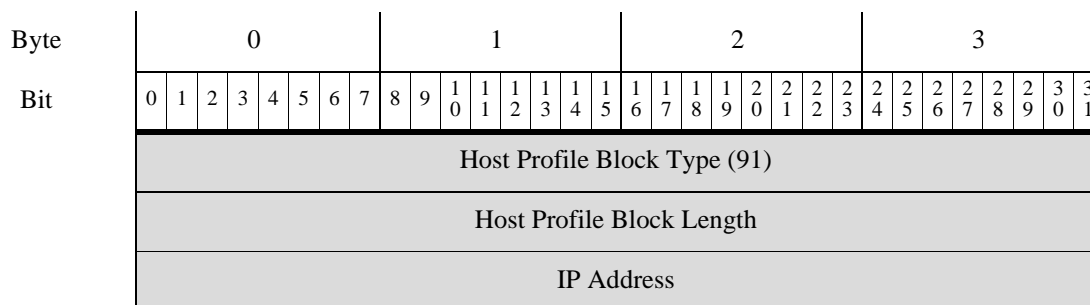 Byte 0 1 2 3
Bit 0 1 2 3 4 5 6 7 8 9 10 11 12 13 14 15 16 17 18 19 20 21 22 23 24 25 26 27 28 29 30 31
Host Profile Block Type (91)
Host Profile Block Length
IP Address